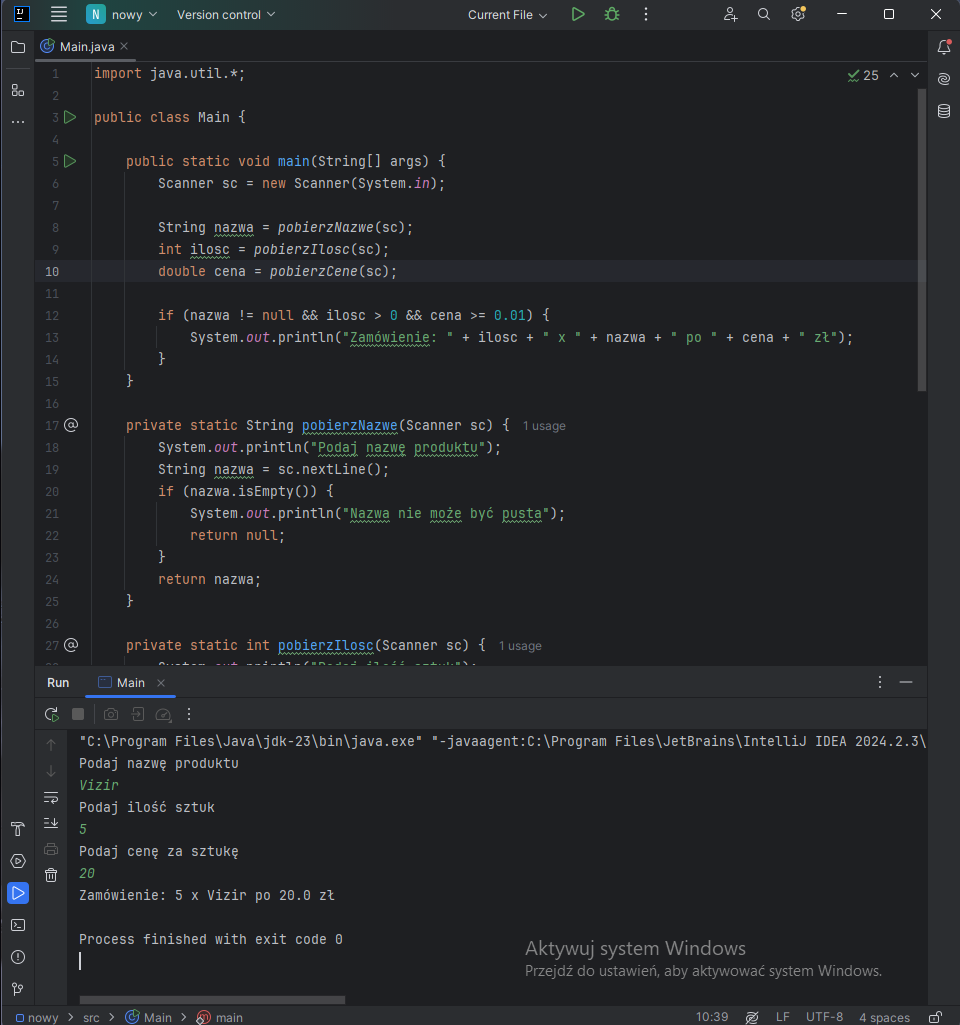 N nowy Version control Current File
Main.java
25
1 import java.util.*;
2
3 public class Main {
4
5 public static void main(String[] args) {
6 Scanner sc = new Scanner(System.in);
7
8 String nazwa = pobierzNazwe(sc);
9 int ilosc = pobierzIlosc(sc);
10 double cena = pobierzCene(sc);
11
12 if (nazwa != null && ilosc > 0 && cena >= 0.01) {
13 System.out.println("Zamówienie: " + ilosc + " x " + nazwa + " po " + cena + " zł");
14 }
15 }
16
17 private static String pobierzNazwe(Scanner sc) { 1 usage
18 System.out.println("Podaj nazwę produktu");
19 String nazwa = sc.nextLine();
20 if (nazwa.isEmpty()) {
21 System.out.println("Nazwa nie może być pusta");
22 return null;
23 }
24 return nazwa;
25 }
26
27 private static int pobierzIlosc(Scanner sc) { 1 usage
Run Main
"C:\Program Files\Java\jdk-23\bin\java.exe" "-javaagent:C:\Program Files\JetBrains\IntelliJ IDEA 2024.2.3\
Podaj nazwę produktu
Vizir
Podaj ilość sztuk
5
Podaj cenę za sztukę
20
Zamówienie: 5 x Vizir po 20.0 zł
Process finished with exit code 0
Aktywuj system Windows
Przejdź do ustawień, aby aktywować system Windows.
nowy > src > Main > main 10:39 LF UTF-8 4 spaces